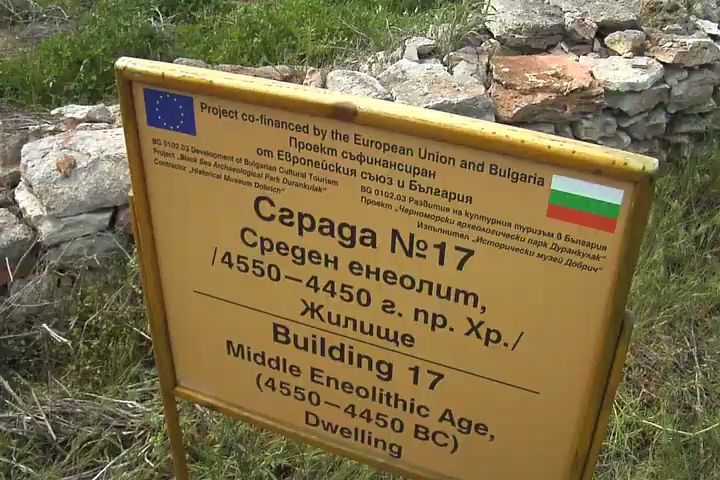 Project co-financed by the European Union and Bulgaria
Проект съфинансиран
от Европейския съюз и България
BG 0102.03 Development of Bulgarian Cultural Tourism
Project „Black Sea Archaeological Park Durankulak"
Contractor „Historical Museum Dobrich"
BG 0102.03 Развитие на културния туризъм в България
Проект „Черноморски археологически парк Дуранкулак"
Изпълнител „Исторически музей Добрич"
Сграда №17
Среден енеолит,
/4550–4450 г. пр. Хр./
Жилище
Building 17
Middle Eneolithic Age,
(4550–4450 BC)
Dwelling